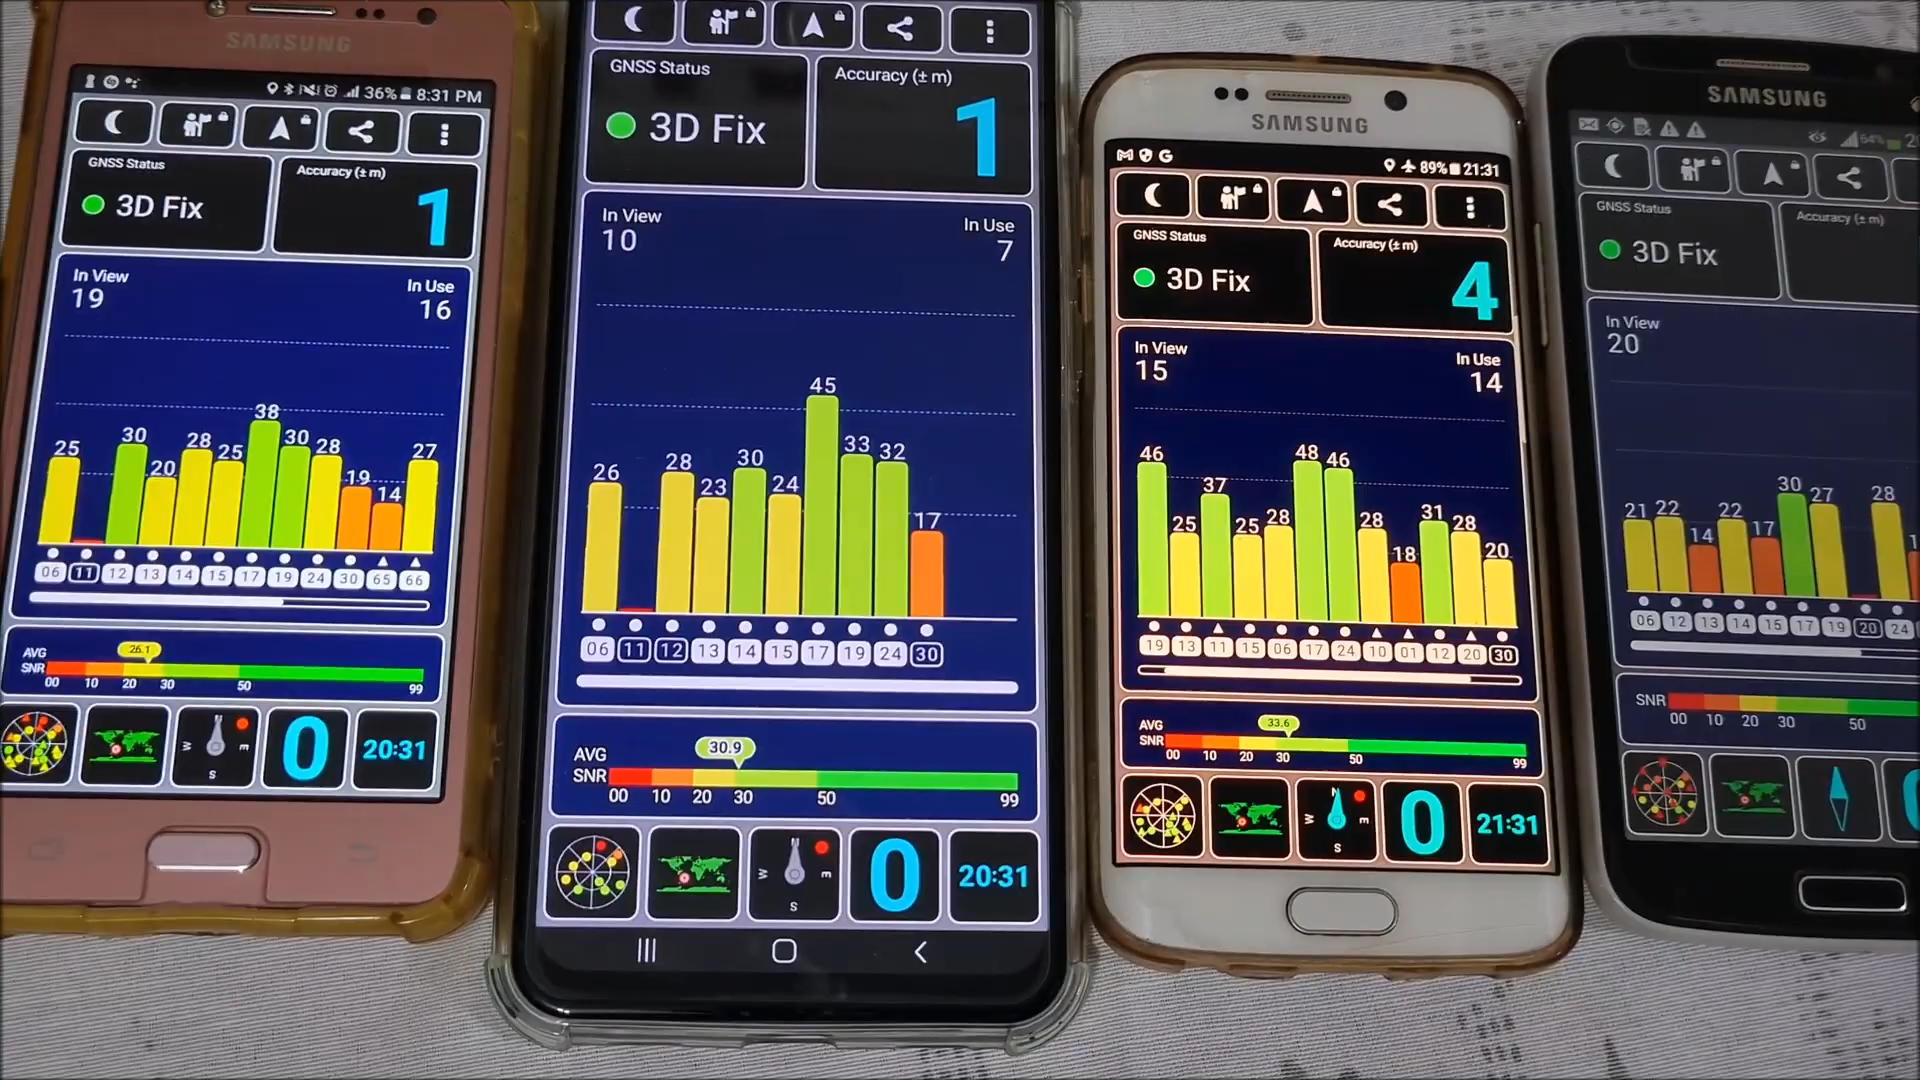 SAMSUNG
36% 8:31 PM
GNSS Status
3D Fix
Accuracy (± m)
1
In View
19
In Use
16
25 30 20 28 25 38 30 28 19 14 27
06 11 12 13 14 15 17 19 24 30 65 66
AVG
SNR
26.1
00 10 20 30 50 99
W E
S
0
20:31
GNSS Status
3D Fix
Accuracy (± m)
1
In View
10
In Use
7
26 28 23 30 24 45 33 32 17
06 11 12 13 14 15 17 19 24 30
AVG
SNR
30.9
00 10 20 30 50 99
N
W E
S
0
20:31
SAMSUNG
G 89% 21:31
GNSS Status
3D Fix
Accuracy (± m)
4
In View
15
In Use
14
46 25 37 25 28 48 46 28 18 31 28 20
19 13 11 15 06 17 24 10 01 12 20 30
AVG
SNR
33.6
00 10 20 30 50 99
N
W E
S
0
21:31
SAMSUNG
64%
GNSS Status
3D Fix
Accuracy (± m)
In View
20
21 22 14 22 17 30 27 28
06 12 13 14 15 17 19 20 24
SNR
00 10 20 30 50